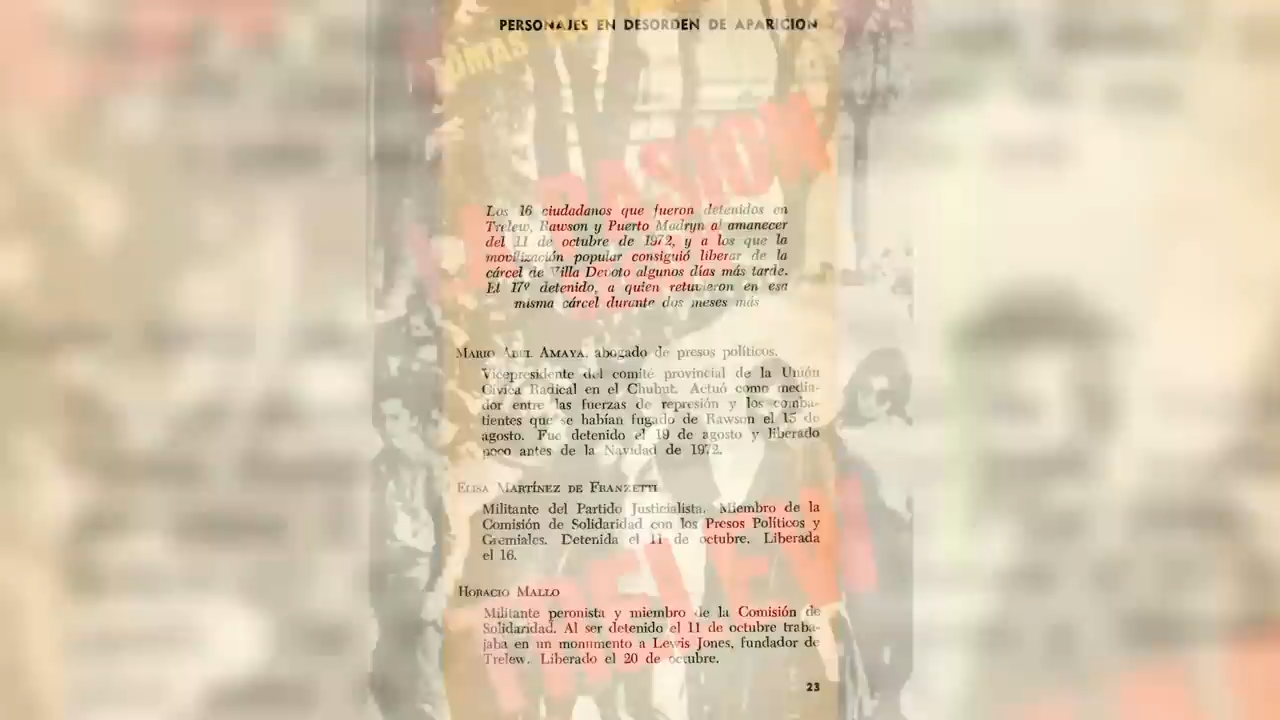 PERSONAJES EN DESORDEN DE APARICION
TOMAS
LA PASION
Los 16 ciudadanos que fueron detenidos en
Trelew, Rawson y Puerto Madryn al amanecer
del 11 de octubre de 1972, y a los que la
movilización popular consiguió liberar de la
cárcel de Villa Devoto algunos días más tarde.
El 17º detenido, a quien retuvieron en esa
misma cárcel durante dos meses más
MARIO ABEL AMAYA, abogado de presos políticos.
Vicepresidente del comité provincial de la Unión
Cívica Radical en el Chubut. Actuó como media-
dor entre las fuerzas de represión y los comba-
tientes que se habían fugado de Rawson el 15 de
agosto. Fue detenido el 19 de agosto y liberado
poco antes de la Navidad de 1972.
ELISA MARTÍNEZ DE FRANZETTI
Militante del Partido Justicialista. Miembro de la
Comisión de Solidaridad con los Presos Políticos y
Gremiales. Detenida el 11 de octubre. Liberada
el 16.
HORACIO MALLO
Militante peronista y miembro de la Comisión de
Solidaridad. Al ser detenido el 11 de octubre traba-
jaba en un monumento a Lewis Jones, fundador de
Trelew. Liberado el 20 de octubre.
TRELEW
23